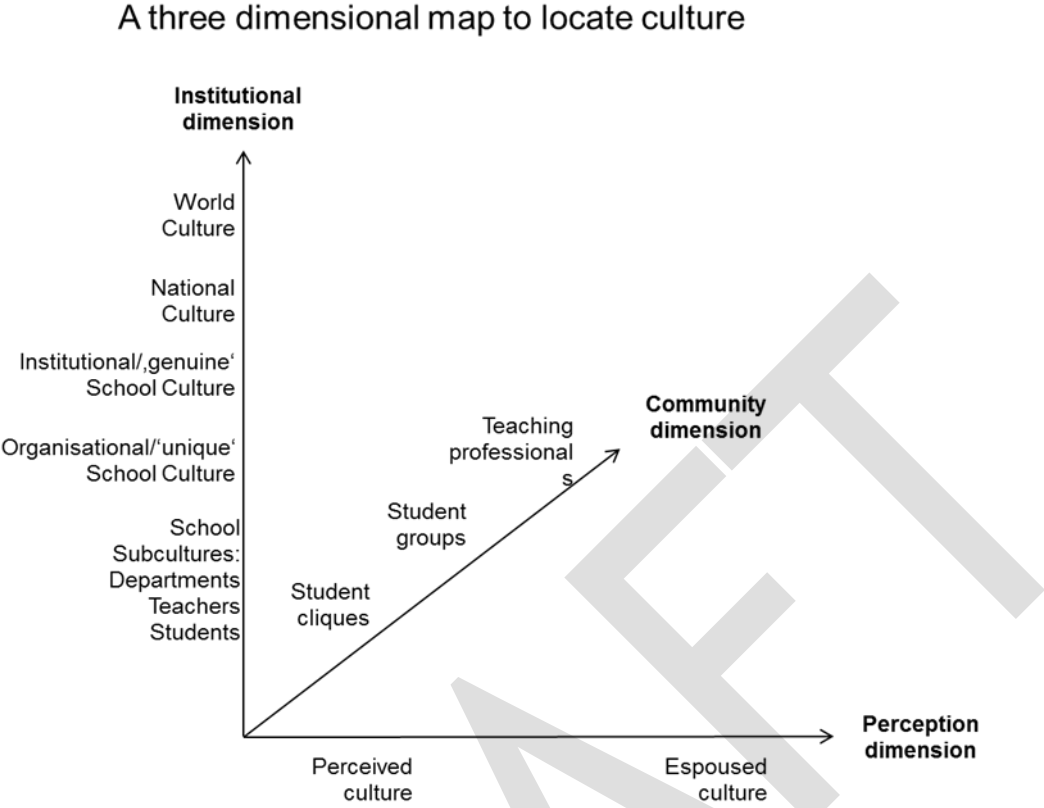 A three dimensional map to locate culture
Institutional
dimension
World
Culture
National
Culture
Institutional/‚genuine‘
School Culture
Organisational/‘unique‘
School Culture
School
Subcultures:
Departments
Teachers
Students
Teaching
professional
s
Student
groups
Student
cliques
Community
dimension
Perception
dimension
Perceived
culture
Espoused
culture